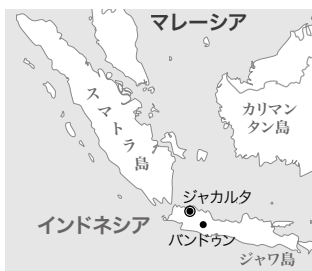 マレーシア
スマトラ島
カリマン
タン島
ジャカルタ
インドネシア
バンドゥン
ジャワ島